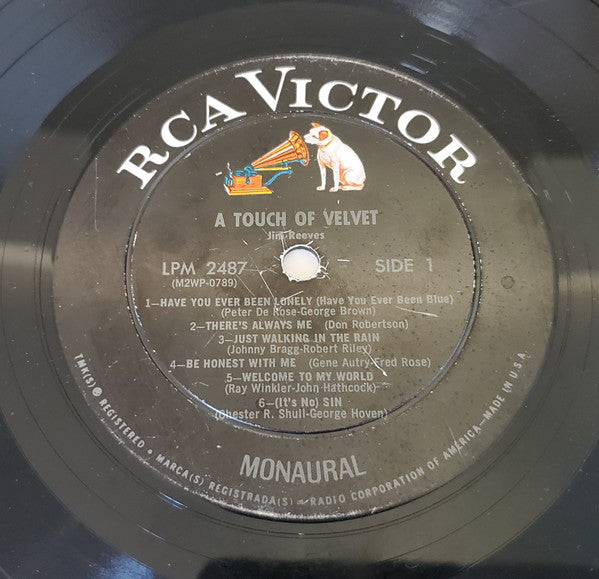 RCA VICTOR
A TOUCH OF VELVET
Jim Reeves
LPM 2487 SIDE 1
(M2WP-0789)
1—HAVE YOU EVER BEEN LONELY (Have You Ever Been Blue)
(Peter De Rose-George Brown)
2—THERE'S ALWAYS ME (Don Robertson)
3—JUST WALKING IN THE RAIN
(Johnny Bragg-Robert Riley)
4—BE HONEST WITH ME (Gene Autry-Fred Rose)
5—WELCOME TO MY WORLD
(Ray Winkler-John Hathcock)
6—(It's No) SIN
(Chester R. Shull-George Hoven)
MONAURAL
TMK(S) ® REGISTERED • MARCA(S) REGISTRADA(S) — RADIO CORPORATION OF AMERICA—MADE IN U.S.A.